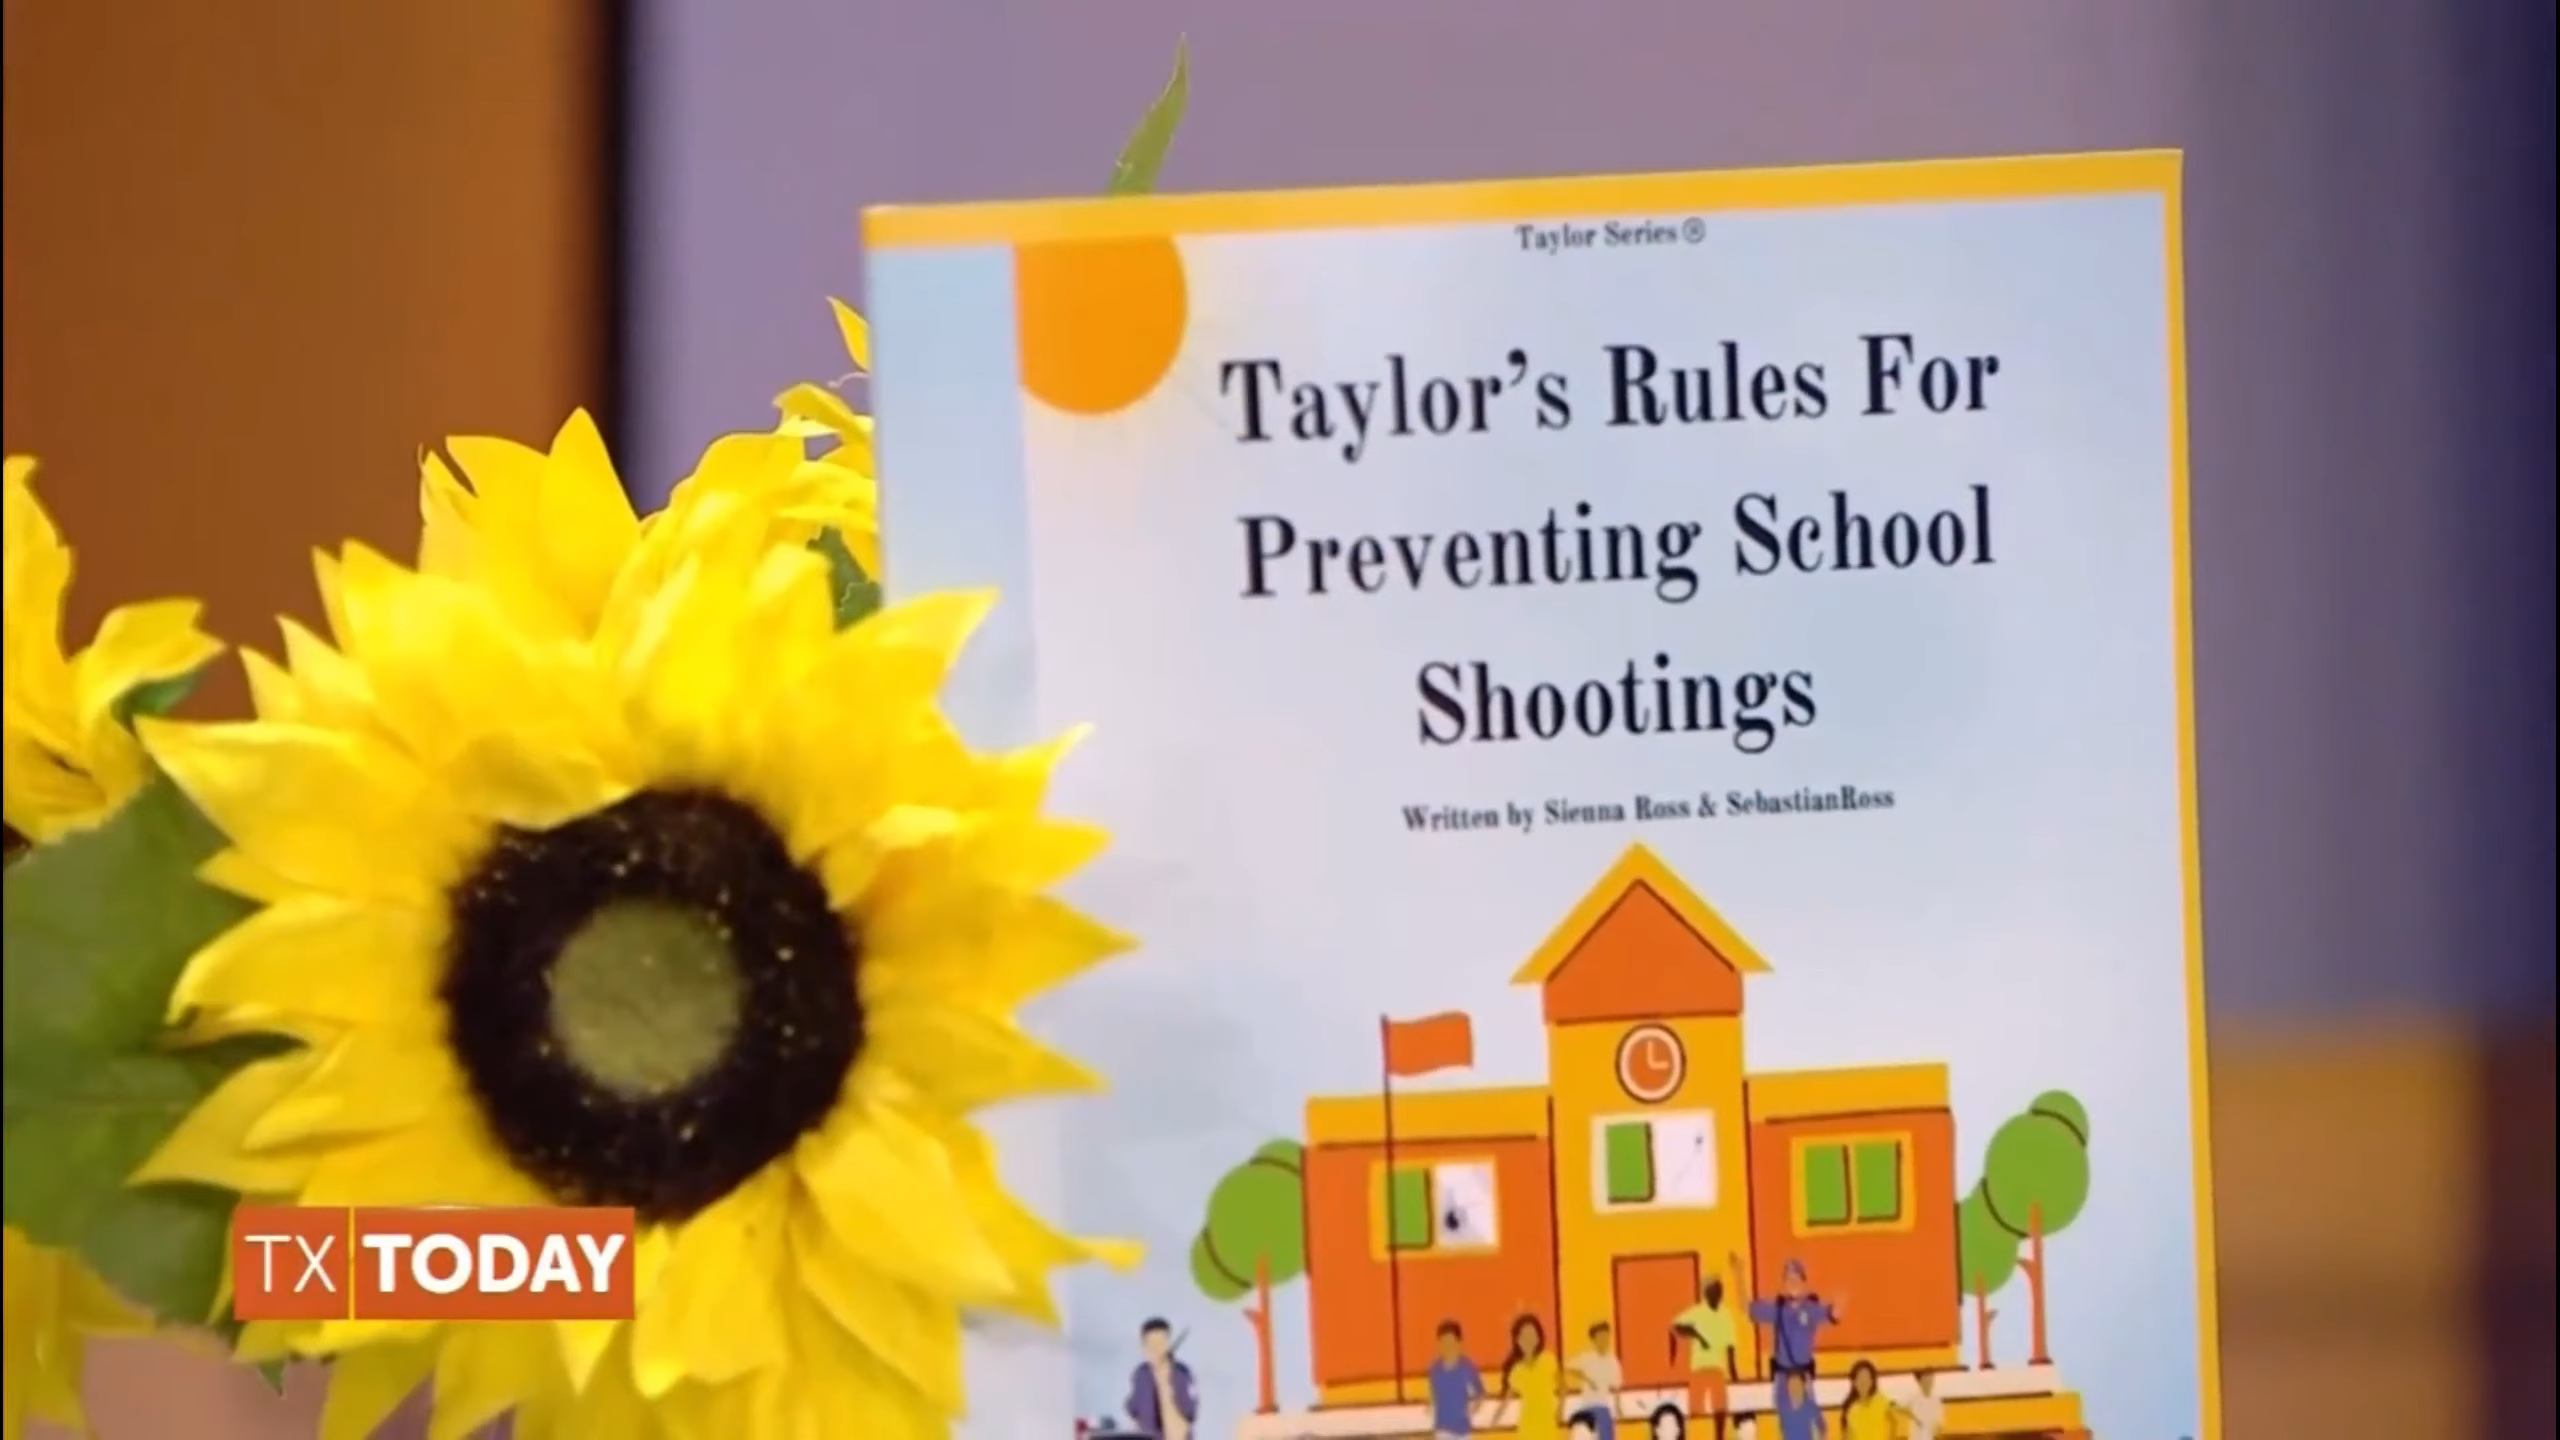 Taylor Series ®
Taylor's Rules For
Preventing School
Shootings
Written by Sienna Ross & SebastianRoss
TX TODAY